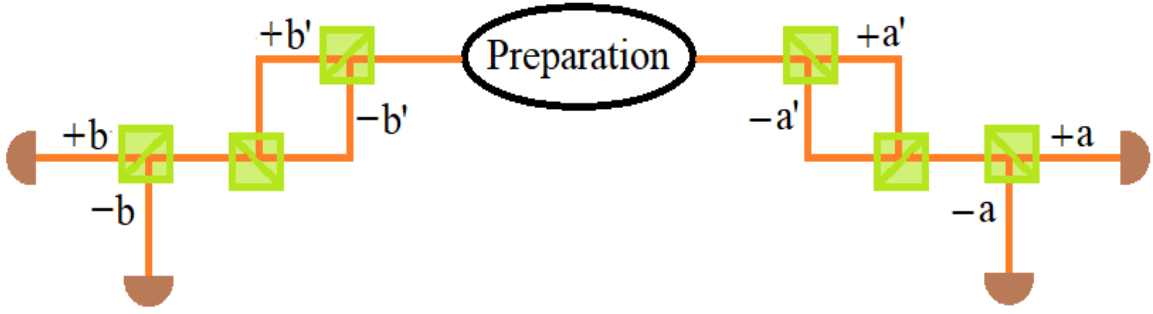 +b'
Preparation
+a'
−b'
−a'
+b
+a
−b
−a